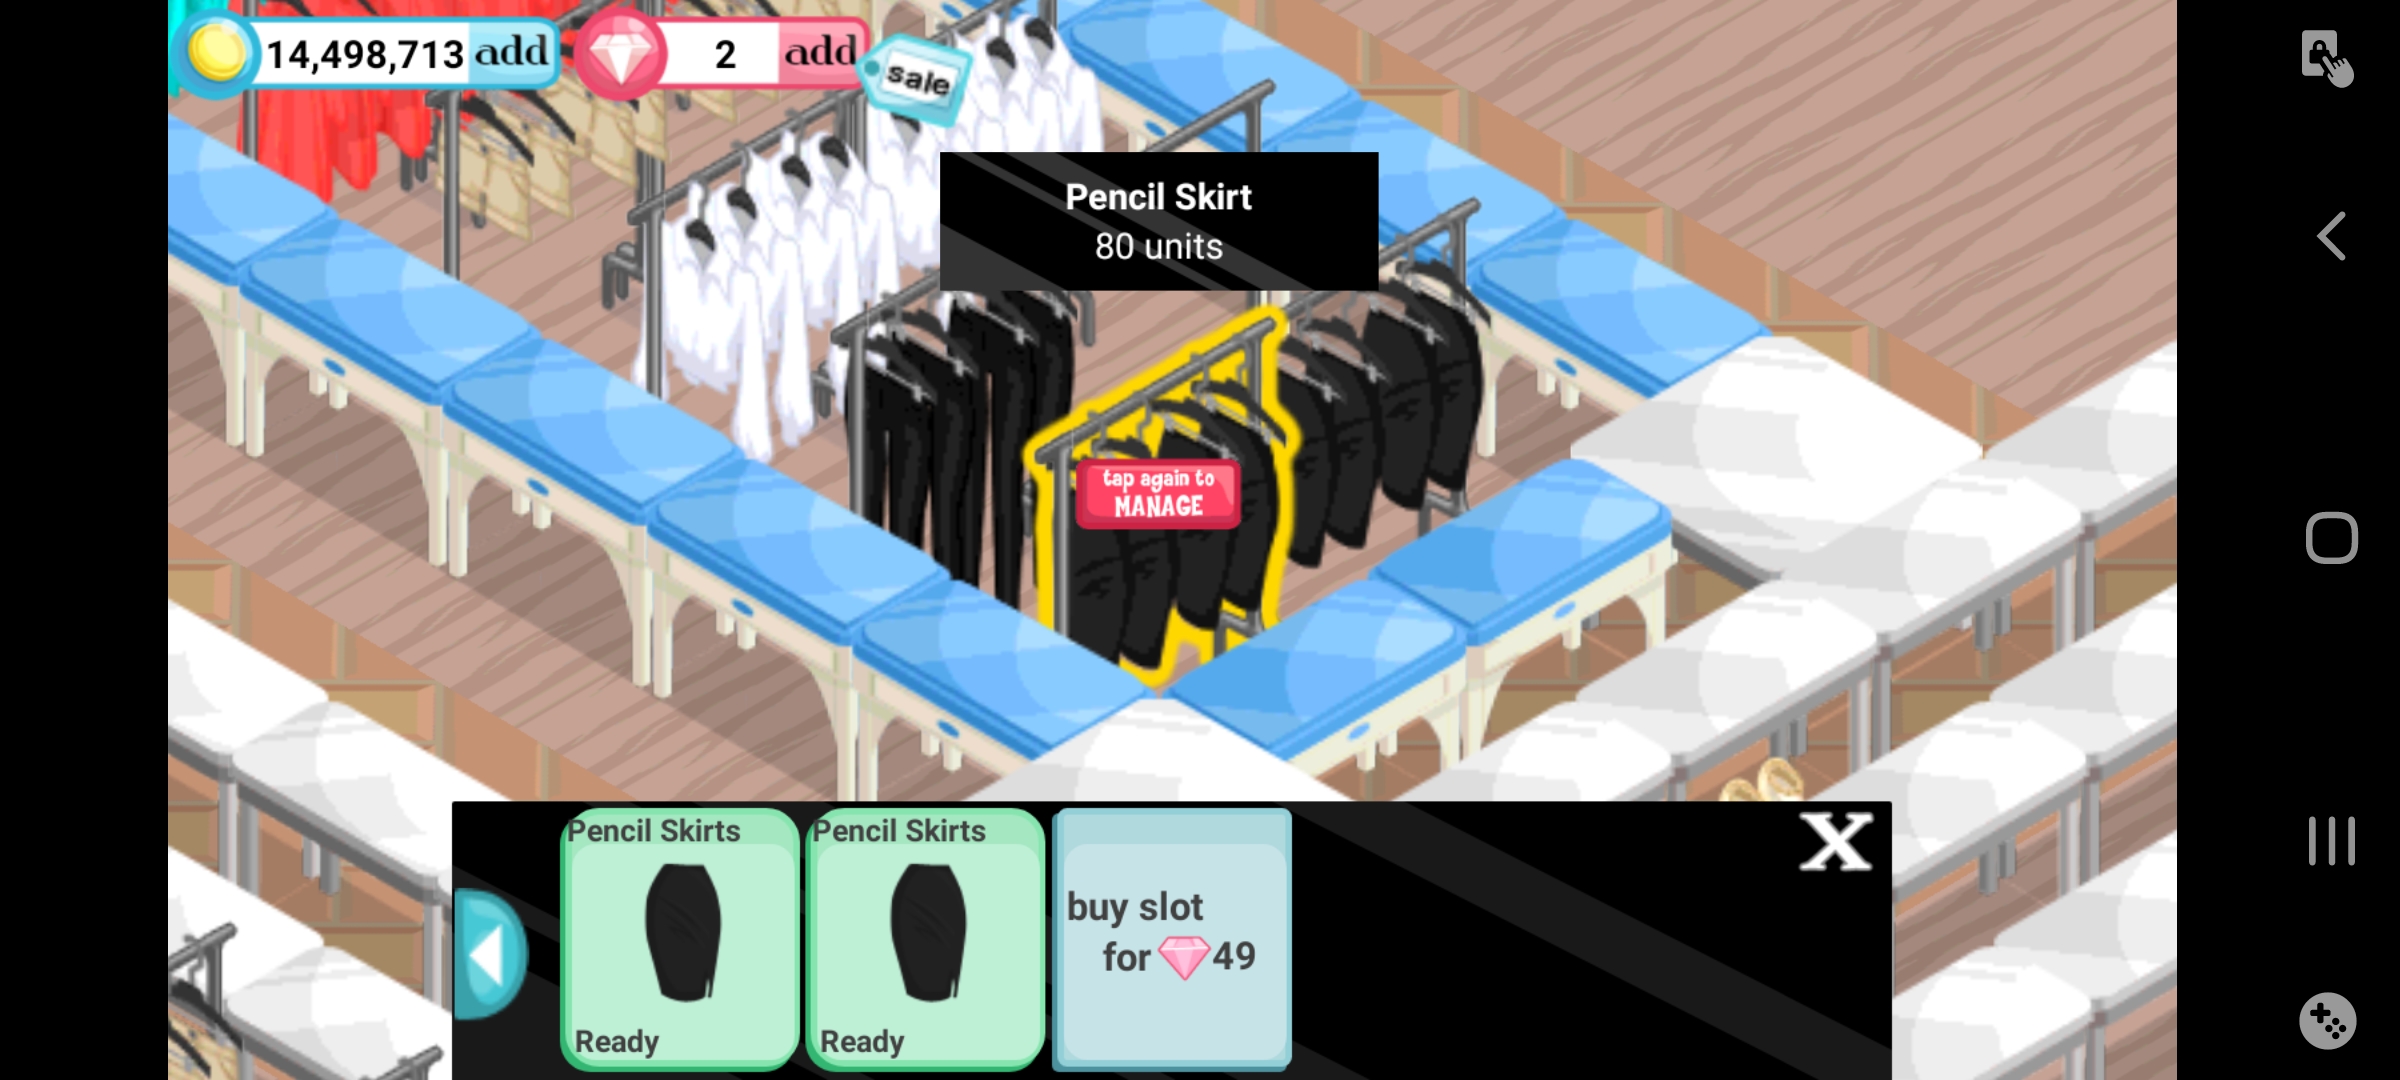 14,498,713 add
2 add
sale
Pencil Skirt
80 units
tap again to
MANAGE
Pencil Skirts
Ready
Pencil Skirts
Ready
buy slot
for 49
X